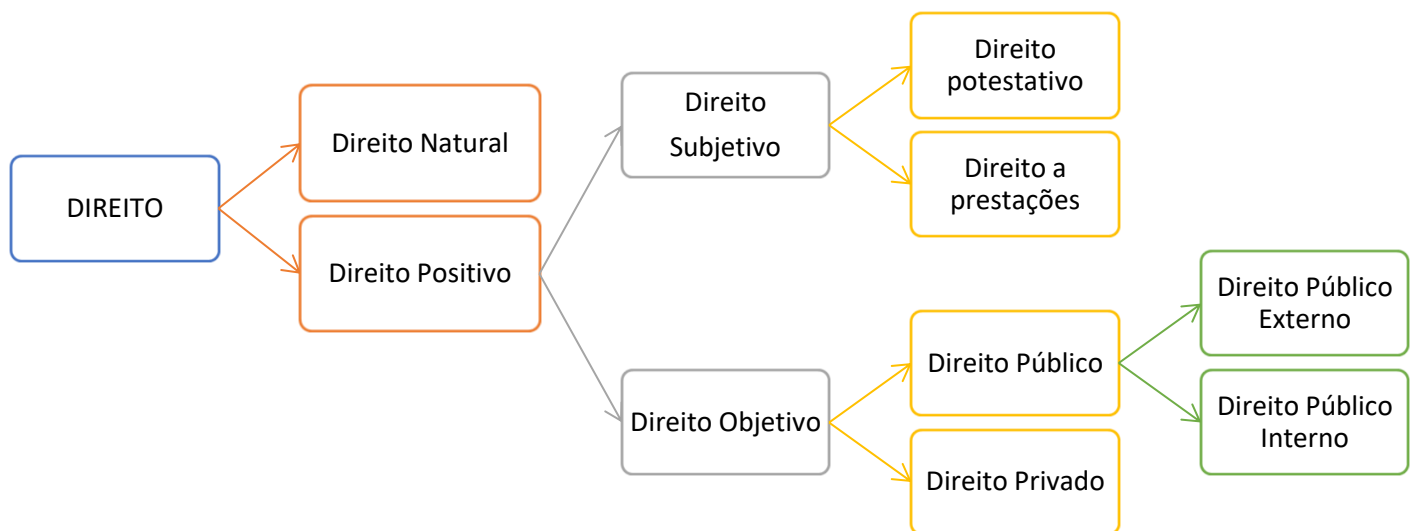 DIREITO
Direito Natural
Direito Positivo
Direito
Subjetivo
Direito Objetivo
Direito
potestativo
Direito a
prestações
Direito Público
Direito Privado
Direito Público
Externo
Direito Público
Interno